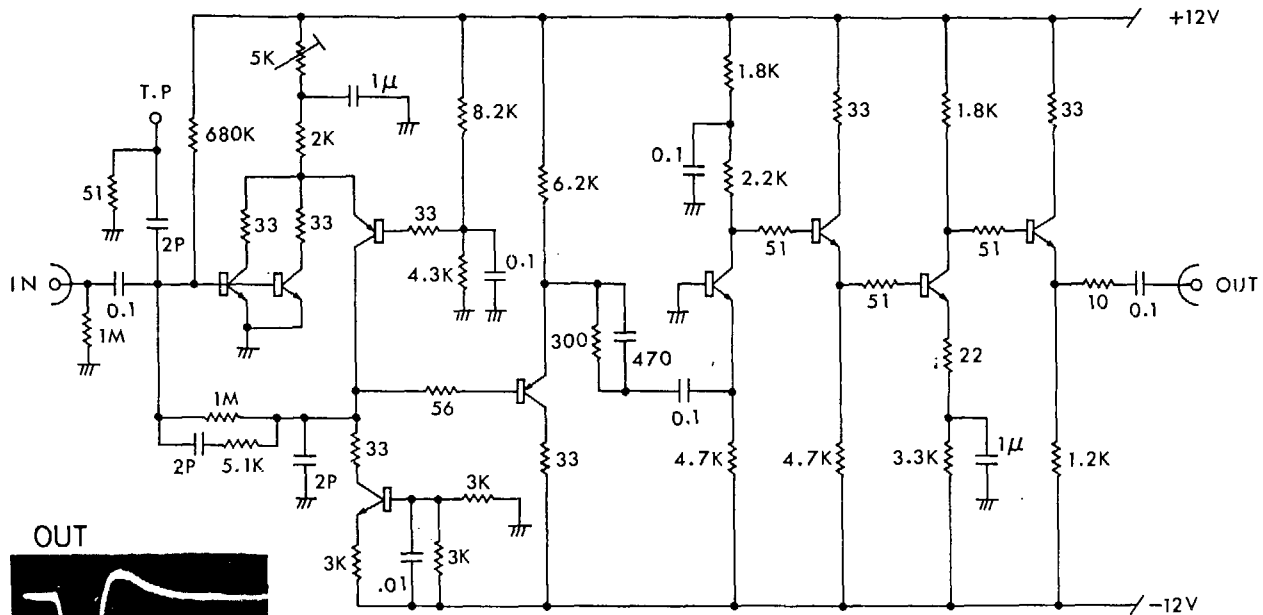 +12V
5K
1µ
1.8K
T.P
33
1.8K
33
8.2K
680K
2K
0.1
6.2K
2.2K
51
33
33
33
51
51
2P
4.3K
0.1
IN
0.1
OUT
51
10
0.1
1M
300
470
22
1M
56
0.1
33
1µ
2P
5.1K
2P
33
4.7K
4.7K
3.3K
1.2K
3K
OUT
3K
.01
3K
-12V